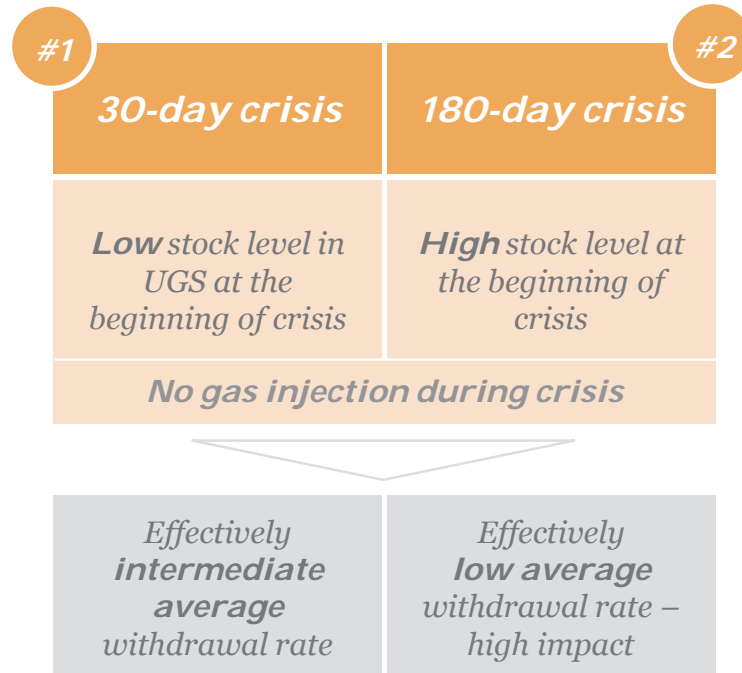 #1
#2
30-day crisis
180-day crisis
Low stock level in
UGS at the
beginning of crisis
High stock level at
the beginning of
crisis
No gas injection during crisis
Effectively
intermediate
average
withdrawal rate
Effectively
low average
withdrawal rate –
high impact